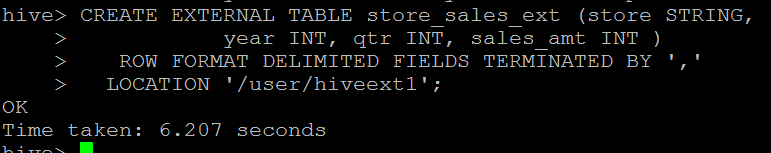 hive> CREATE EXTERNAL TABLE store_sales_ext (store STRING,
    >         year INT, qtr INT, sales_amt INT )
    >   ROW FORMAT DELIMITED FIELDS TERMINATED BY ','
    >  LOCATION '/user/hiveext1';
OK
Time taken: 6.207 seconds
hive>